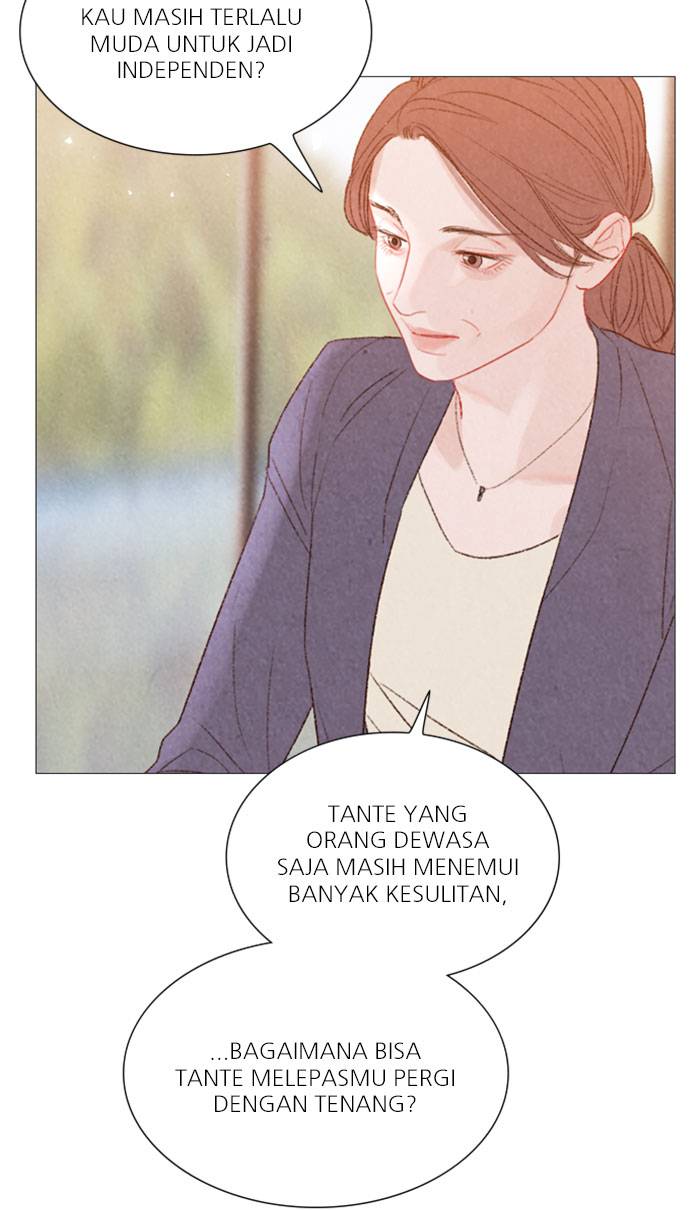 KAU MASIH TERLALU
MUDA UNTUK JADI
INDEPENDEN?
TANTE YANG
ORANG DEWASA
SAJA MASIH MENEMUI
BANYAK KESULITAN,
...BAGAIMANA BISA
TANTE MELEPASMU PERGI
DENGAN TENANG?